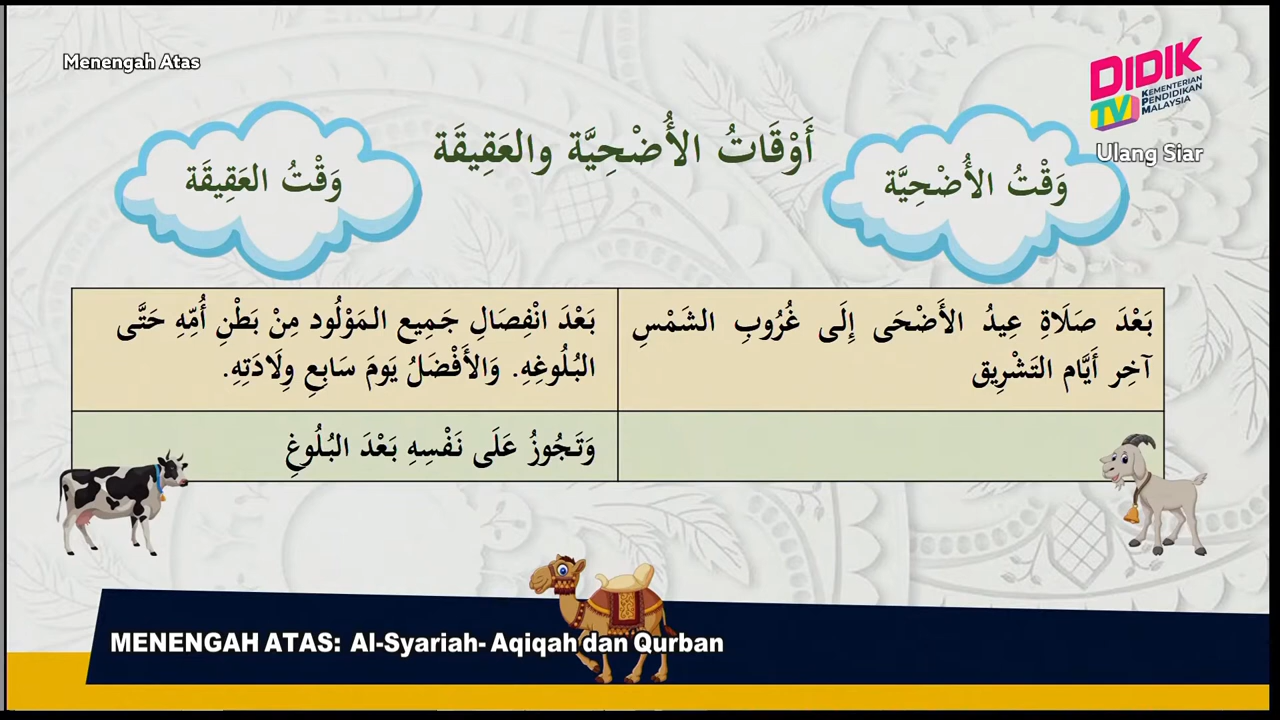 Menengah Atas
DIDIK
TV
KEMENTERIAN
PENDIDIKAN
MALAYSIA
Ulang Siar
أَوْقَاتُ الأُضْحِيَّة والعَقِيقَة
وَقْتُ الأُضْحِيَّة
وَقْتُ العَقِيقَة
بَعْدَ صَلَاةِ عِيدُ الأَضْحَى إِلَى غُرُوبِ الشَمْسِ
آخِر أَيَّام التَشْرِيق
بَعْدَ انْفِصَالِ جَمِيع المَوْلُود مِنْ بَطْنِ أُمِّهِ حَتَّى
البُلُوغِهِ. وَالأَفْضَلُ يَومَ سَابِعِ وِلَادَتِهِ.
وَتَجُوزُ عَلَى نَفْسِهِ بَعْدَ البُلُوغِ
MENENGAH ATAS: Al-Syariah- Aqiqah dan Qurban